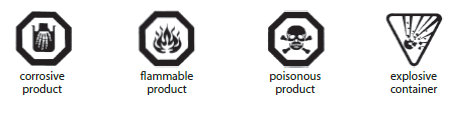 corrosive
product
flammable
product
poisonous
product
explosive
container